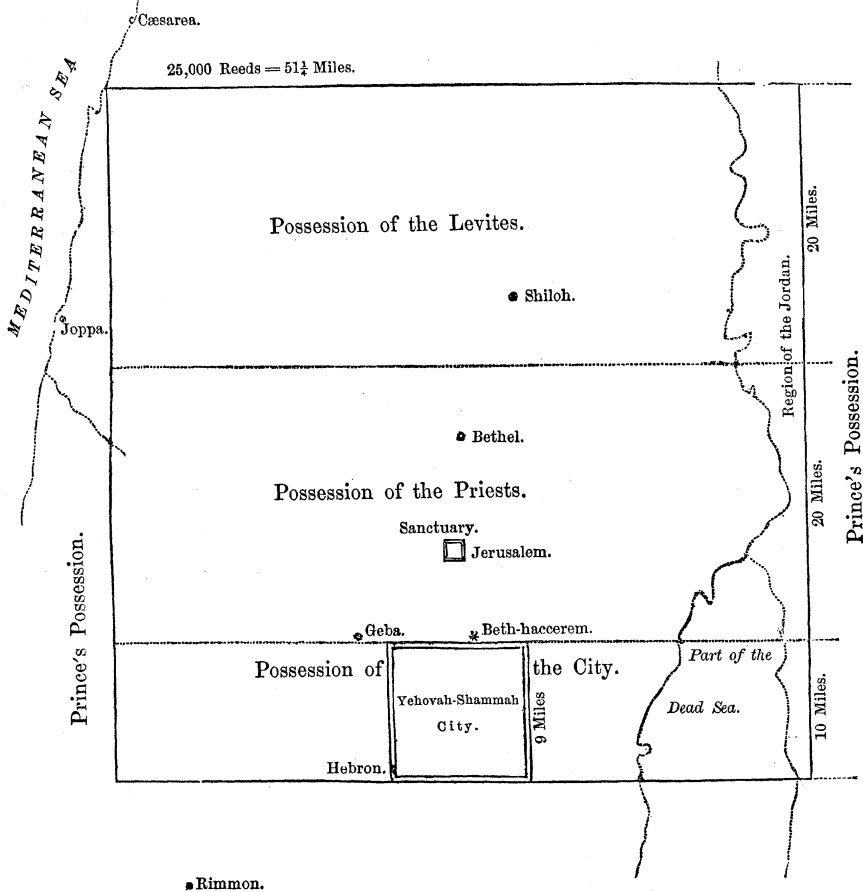 Cæsarea.
25,000 Reeds = 51¼ Miles.
MEDITERRANEAN SEA
Possession of the Levites.
20 Miles.
Shiloh.
Region of the Jordan.
Joppa.
Prince's Possession.
Bethel.
Possession of the Priests.
20 Miles.
Sanctuary.
Jerusalem.
Prince's Possession.
Geba.
Beth-haccerem.
Possession of the City.
Part of the
Dead Sea.
Yehovah-Shammah
City.
9 Miles
10 Miles.
Hebron.
Rimmon.